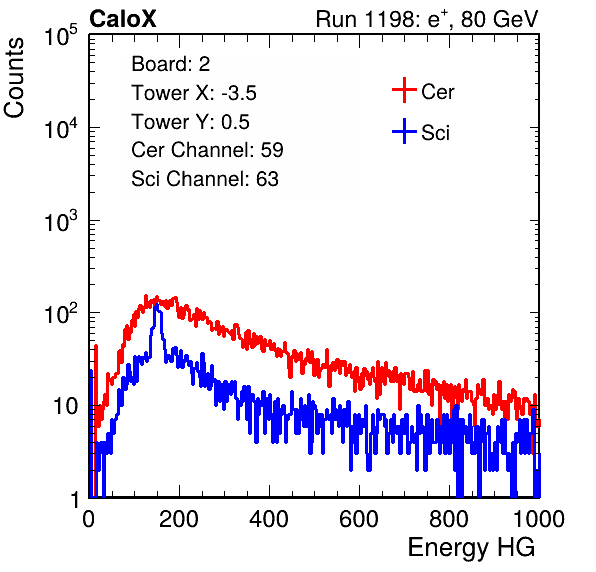 CaloX Run 1198: e⁺, 80 GeV
Counts
10⁵
10⁴
10³
10²
10
1
Board: 2
Tower X: -3.5
Tower Y: 0.5
Cer Channel: 59
Sci Channel: 63
Cer
Sci
0 200 400 600 800 1000
Energy HG